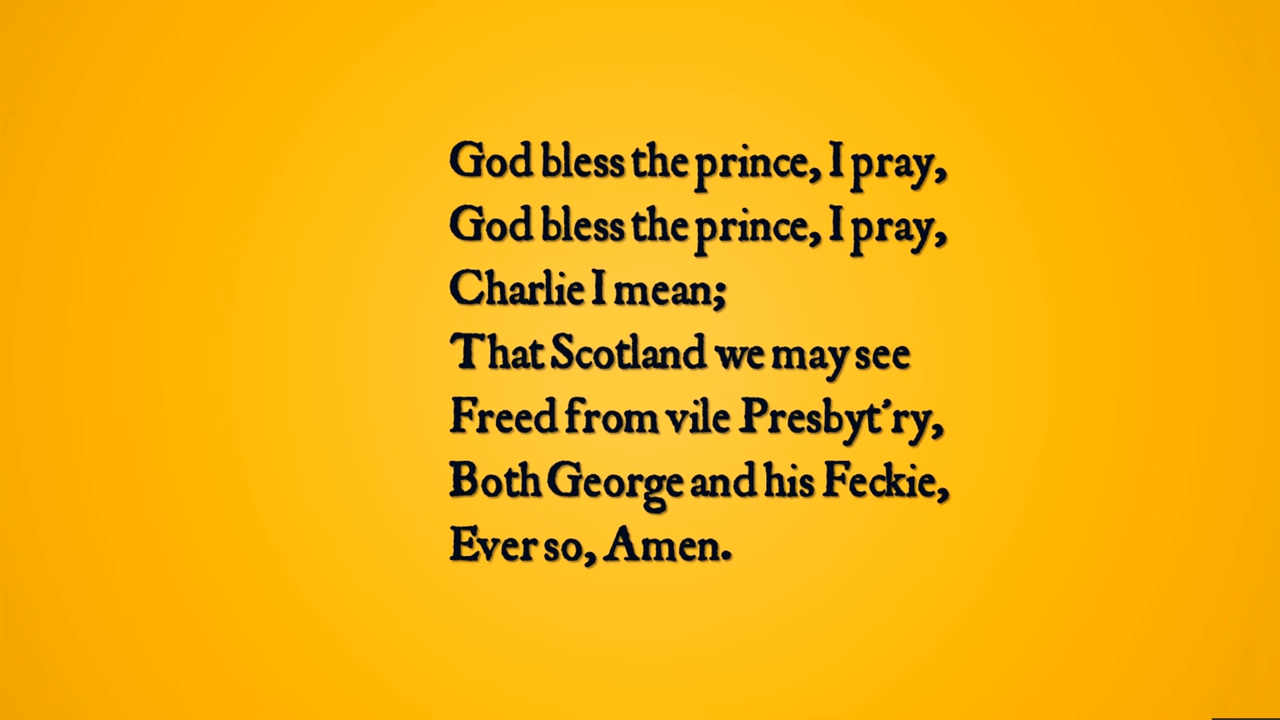 God bless the prince, I pray,
God bless the prince, I pray,
Charlie I mean;
That Scotland we may see
Freed from vile Presbyt'ry,
Both George and his Feckie,
Ever so, Amen.